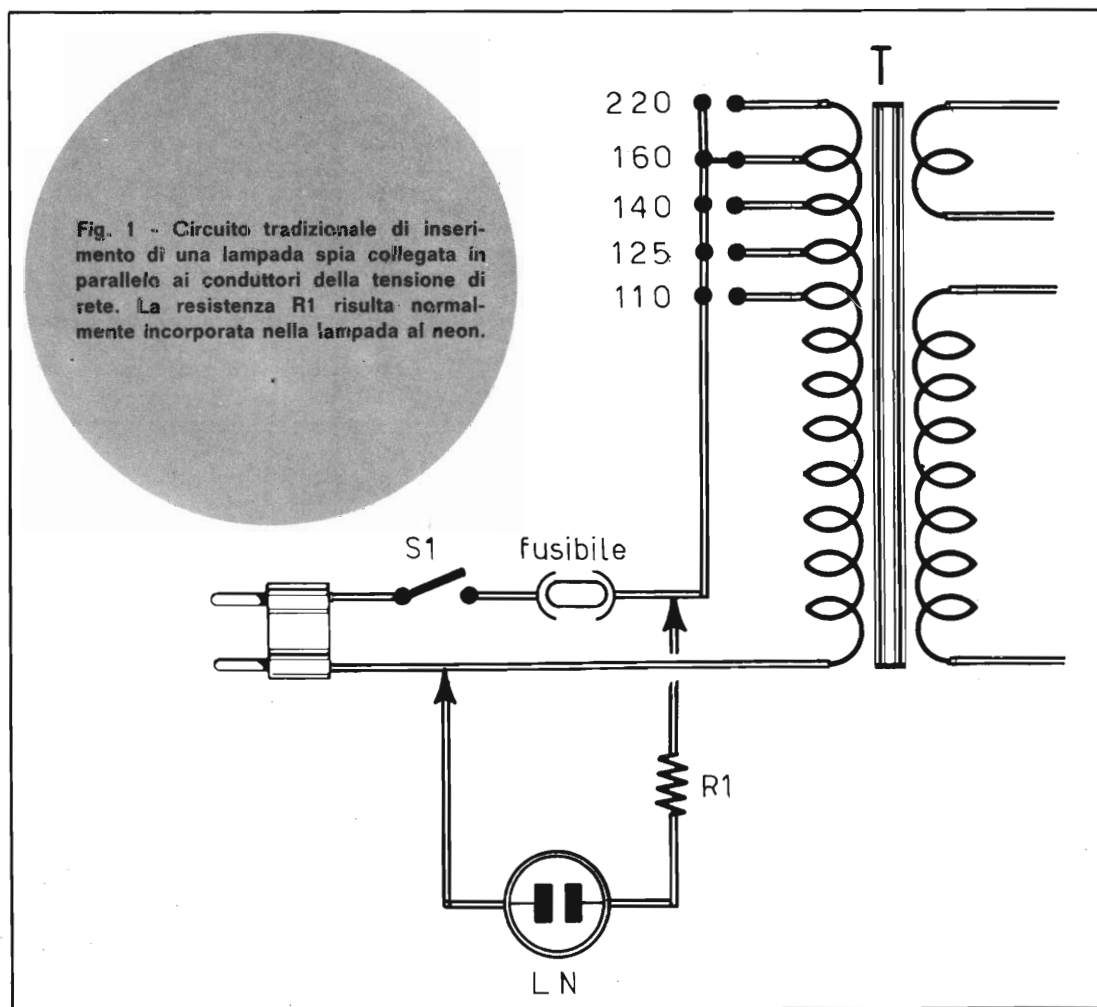 Fig. 1 - Circuito tradizionale di inseri-
mento di una lampada spia collegata in
parallelo ai conduttori della tensione di
rete. La resistenza R1 risulta normal-
mente incorporata nella lampada al neon.
T
220
160
140
125
110
S1
fusibile
R1
LN